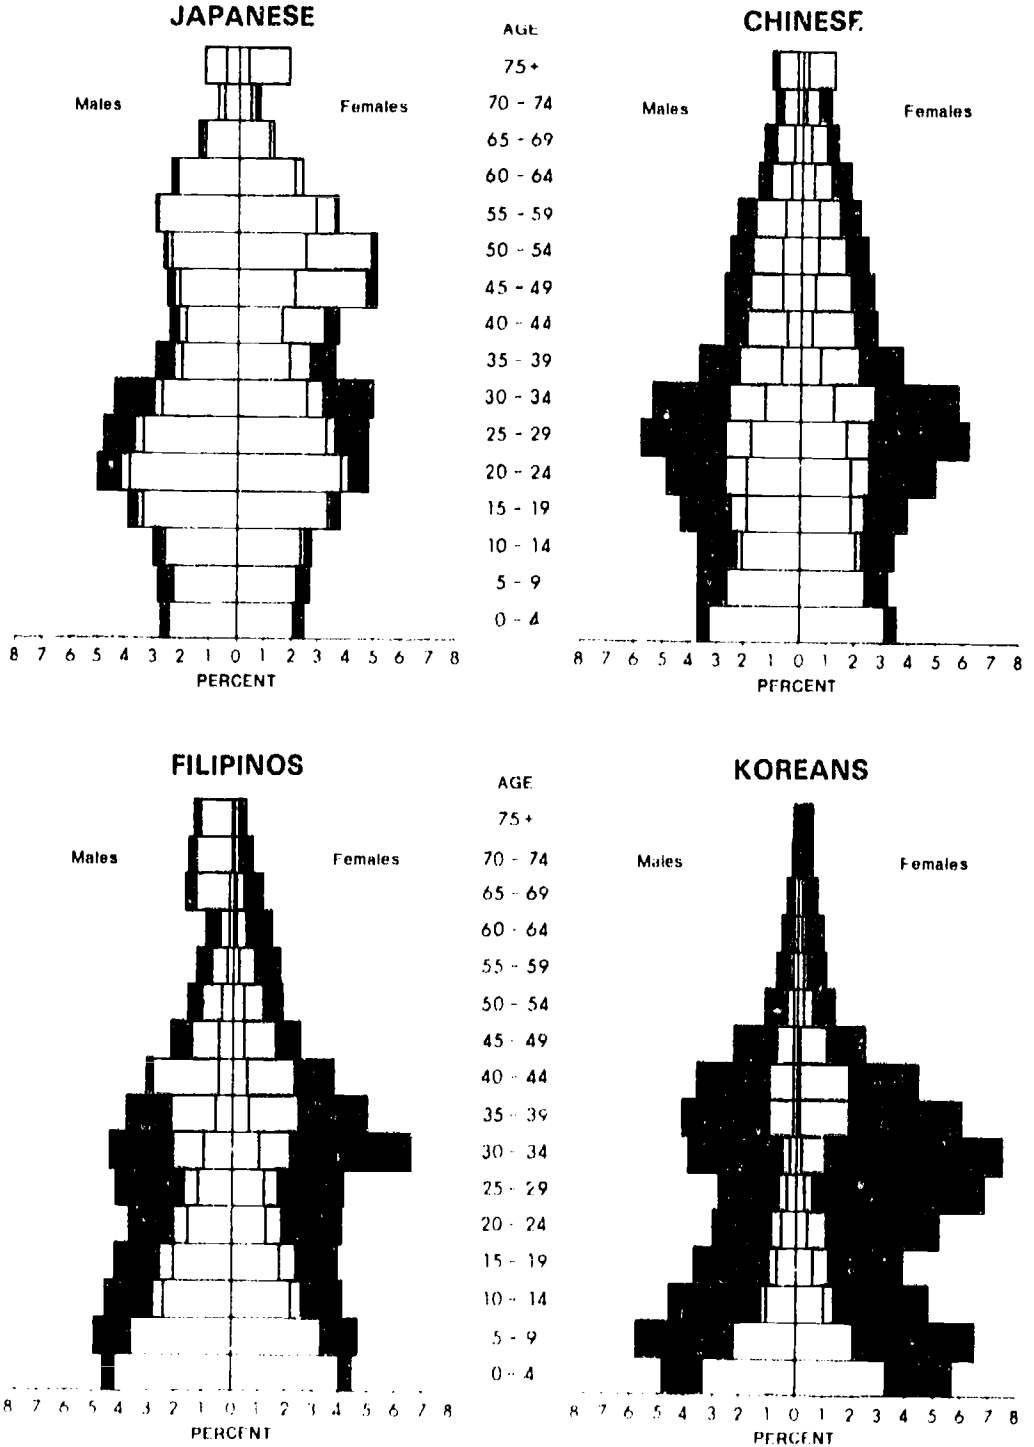 JAPANESE
AGE
CHINESE
Males
Females
75+
70 - 74
65 - 69
60 - 64
55 - 59
50 - 54
45 - 49
40 - 44
35 - 39
30 - 34
25 - 29
20 - 24
15 - 19
10 - 14
5 - 9
0 - 4
Males
Females
8 7 6 5 4 3 2 1 0 1 2 3 4 5 6 7 8
PERCENT
8 7 6 5 4 3 2 1 0 1 2 3 4 5 6 7 8
PERCENT
FILIPINOS
AGE
KOREANS
Males
Females
75+
70 - 74
65 - 69
60 - 64
55 - 59
50 - 54
45 - 49
40 - 44
35 - 39
30 - 34
25 - 29
20 - 24
15 - 19
10 - 14
5 - 9
0 - 4
Males
Females
8 7 6 5 4 3 2 1 0 1 2 3 4 5 6 7 8
PERCENT
8 7 6 5 4 3 2 1 0 1 2 3 4 5 6 7 8
PERCENT